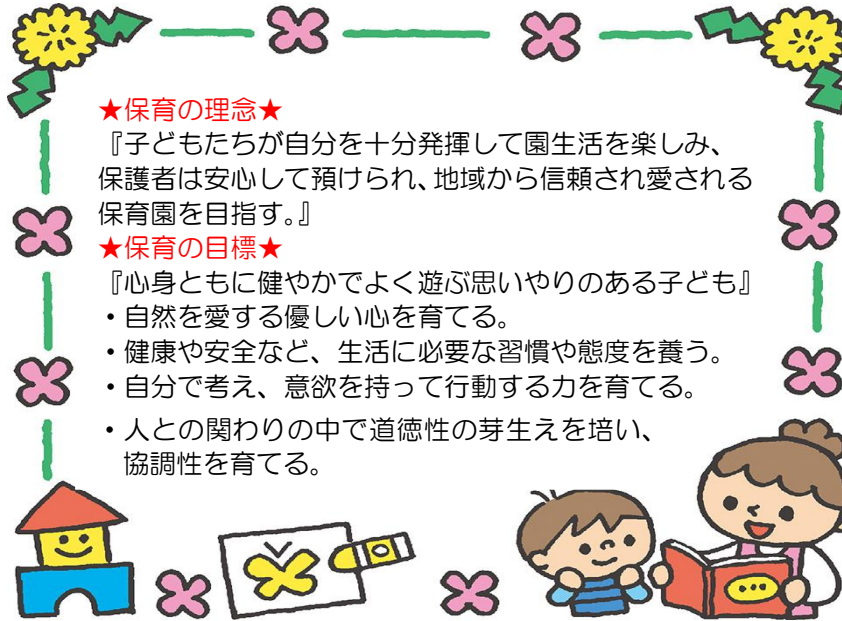 ★保育の理念★
『子どもたちが自分を十分発揮して園生活を楽しみ、
保護者は安心して預けられ、地域から信頼され愛される
保育園を目指す。』
★保育の目標★
『心身ともに健やかでよく遊ぶ思いやりのある子ども』
・自然を愛する優しい心を育てる。
・健康や安全など、生活に必要な習慣や態度を養う。
・自分で考え、意欲を持って行動する力を育てる。
・人との関わりの中で道徳性の芽生えを培い、
協調性を育てる。